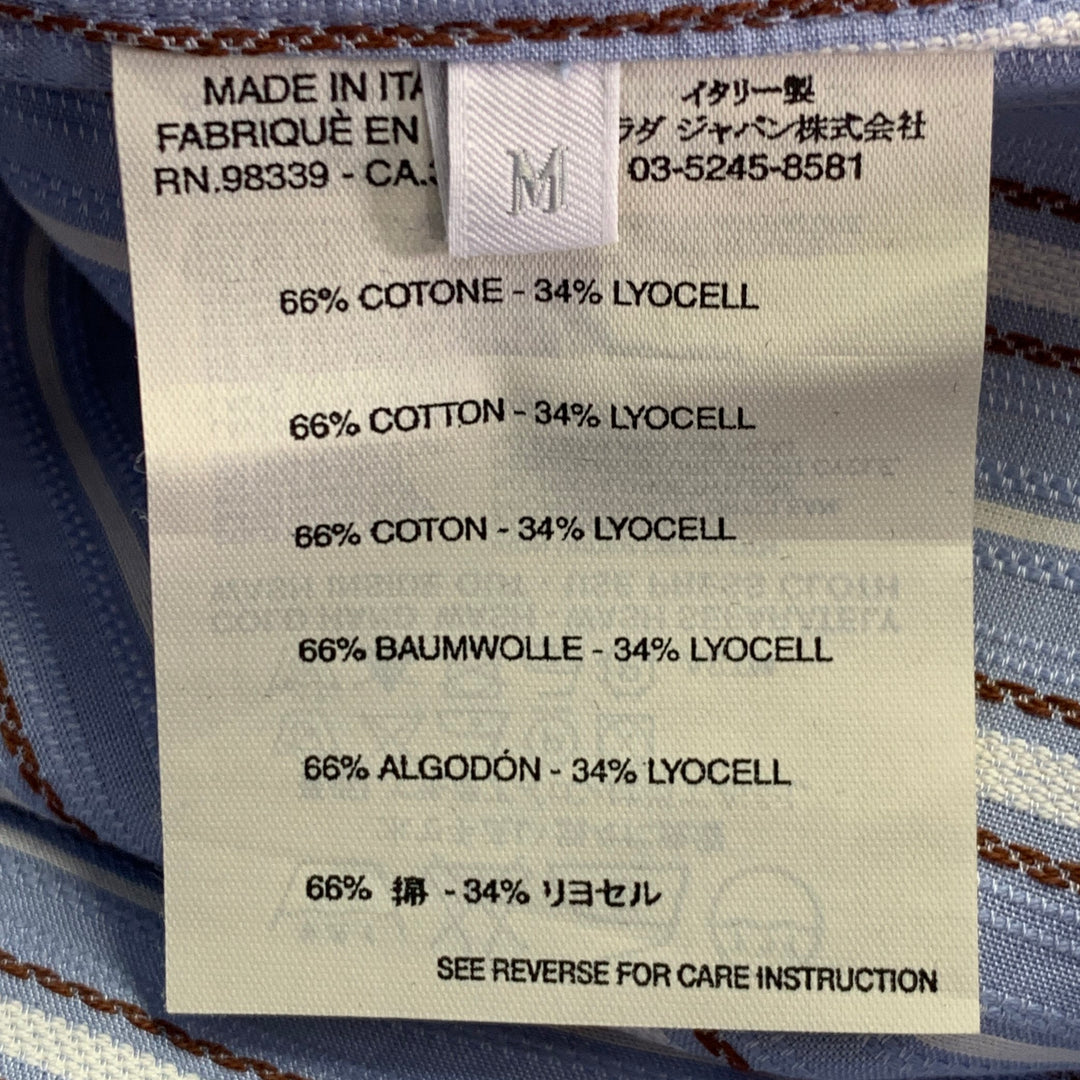 MADE IN ITA
イタリー製
FABRIQUÈ EN
ラダ ジャパン株式会社
RN.98339 - CA.
03-5245-8581
M
66% COTONE - 34% LYOCELL
66% COTTON - 34% LYOCELL
66% COTON - 34% LYOCELL
66% BAUMWOLLE - 34% LYOCELL
66% ALGODÓN - 34% LYOCELL
66% 綿 - 34% リヨセル
SEE REVERSE FOR CARE INSTRUCTION